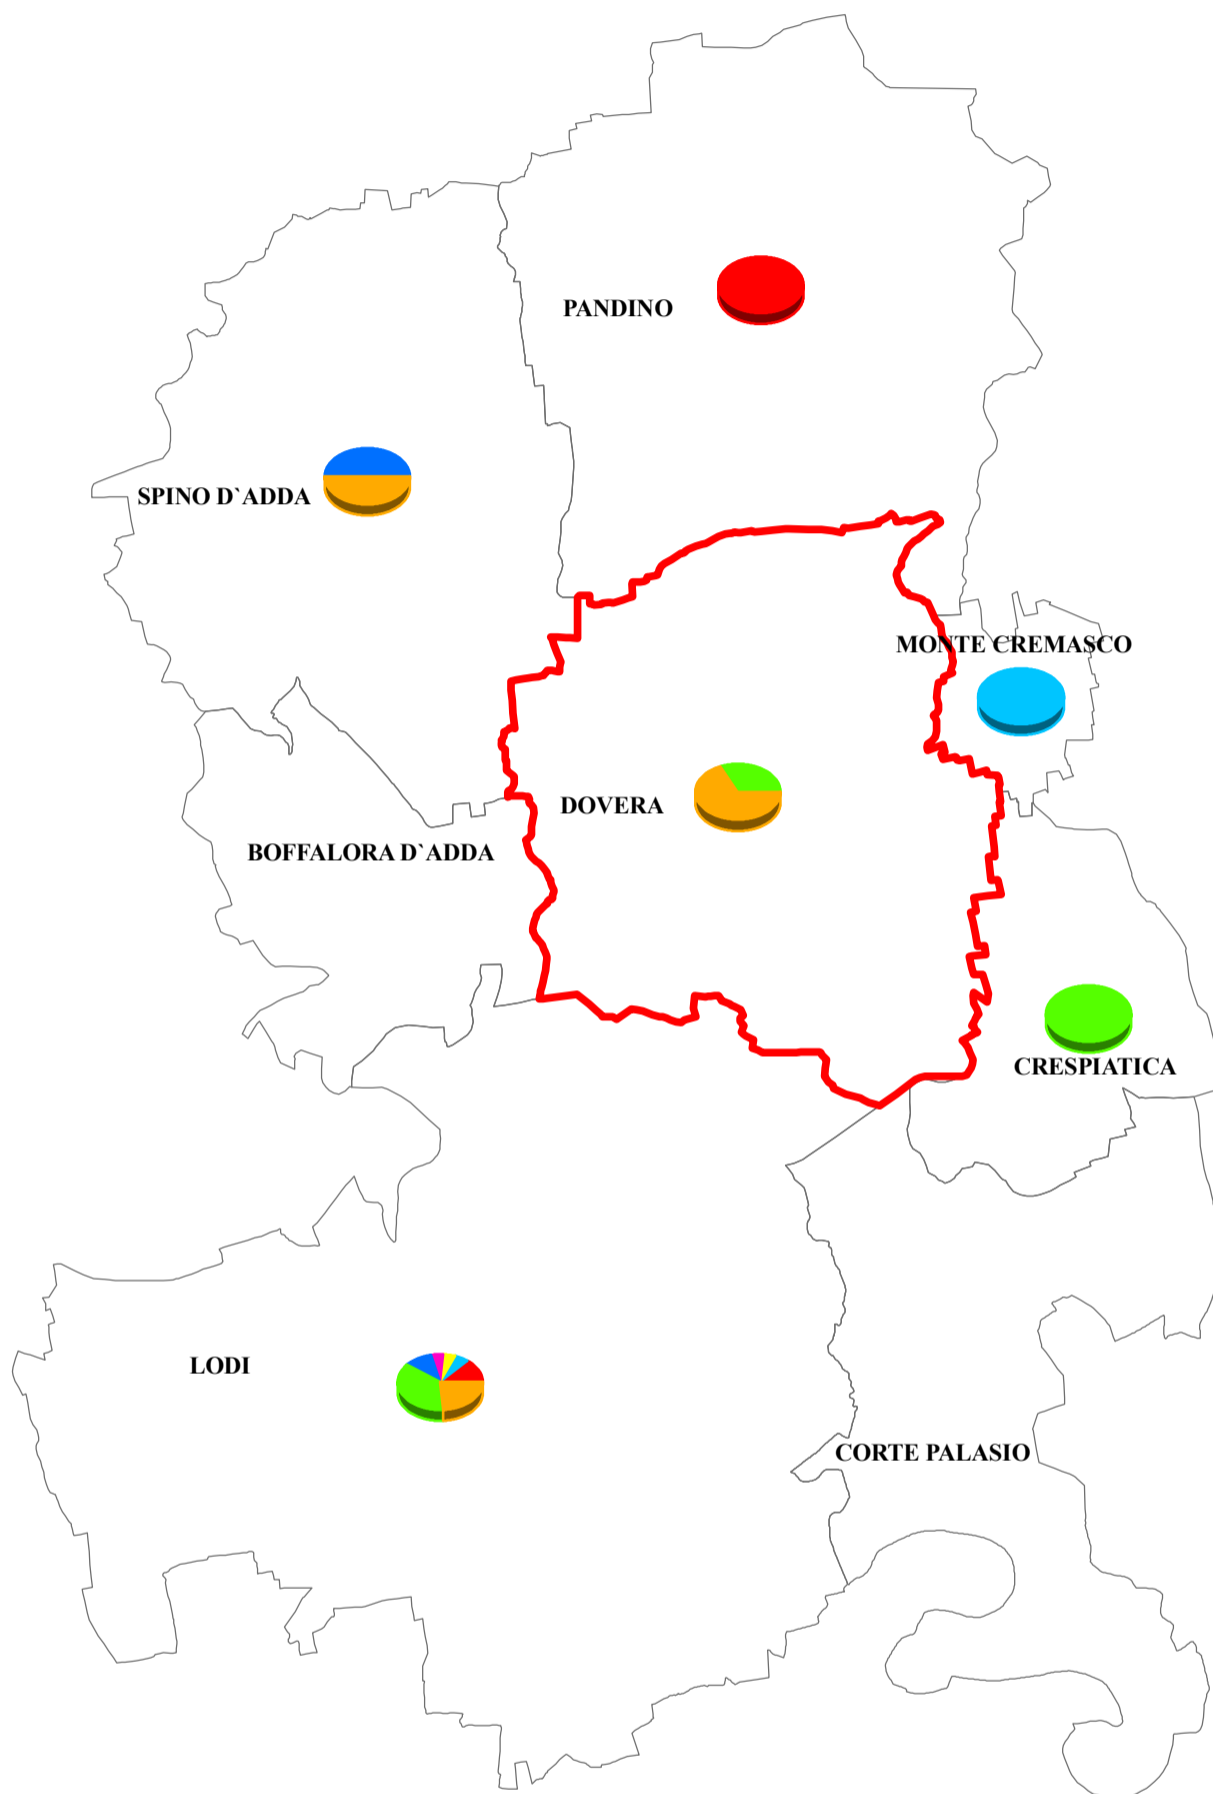 PANDINO
SPINO D`ADDA
MONTE CREMASCO
DOVERA
BOFFALORA D`ADDA
CRESPIATICA
LODI
CORTE PALASIO